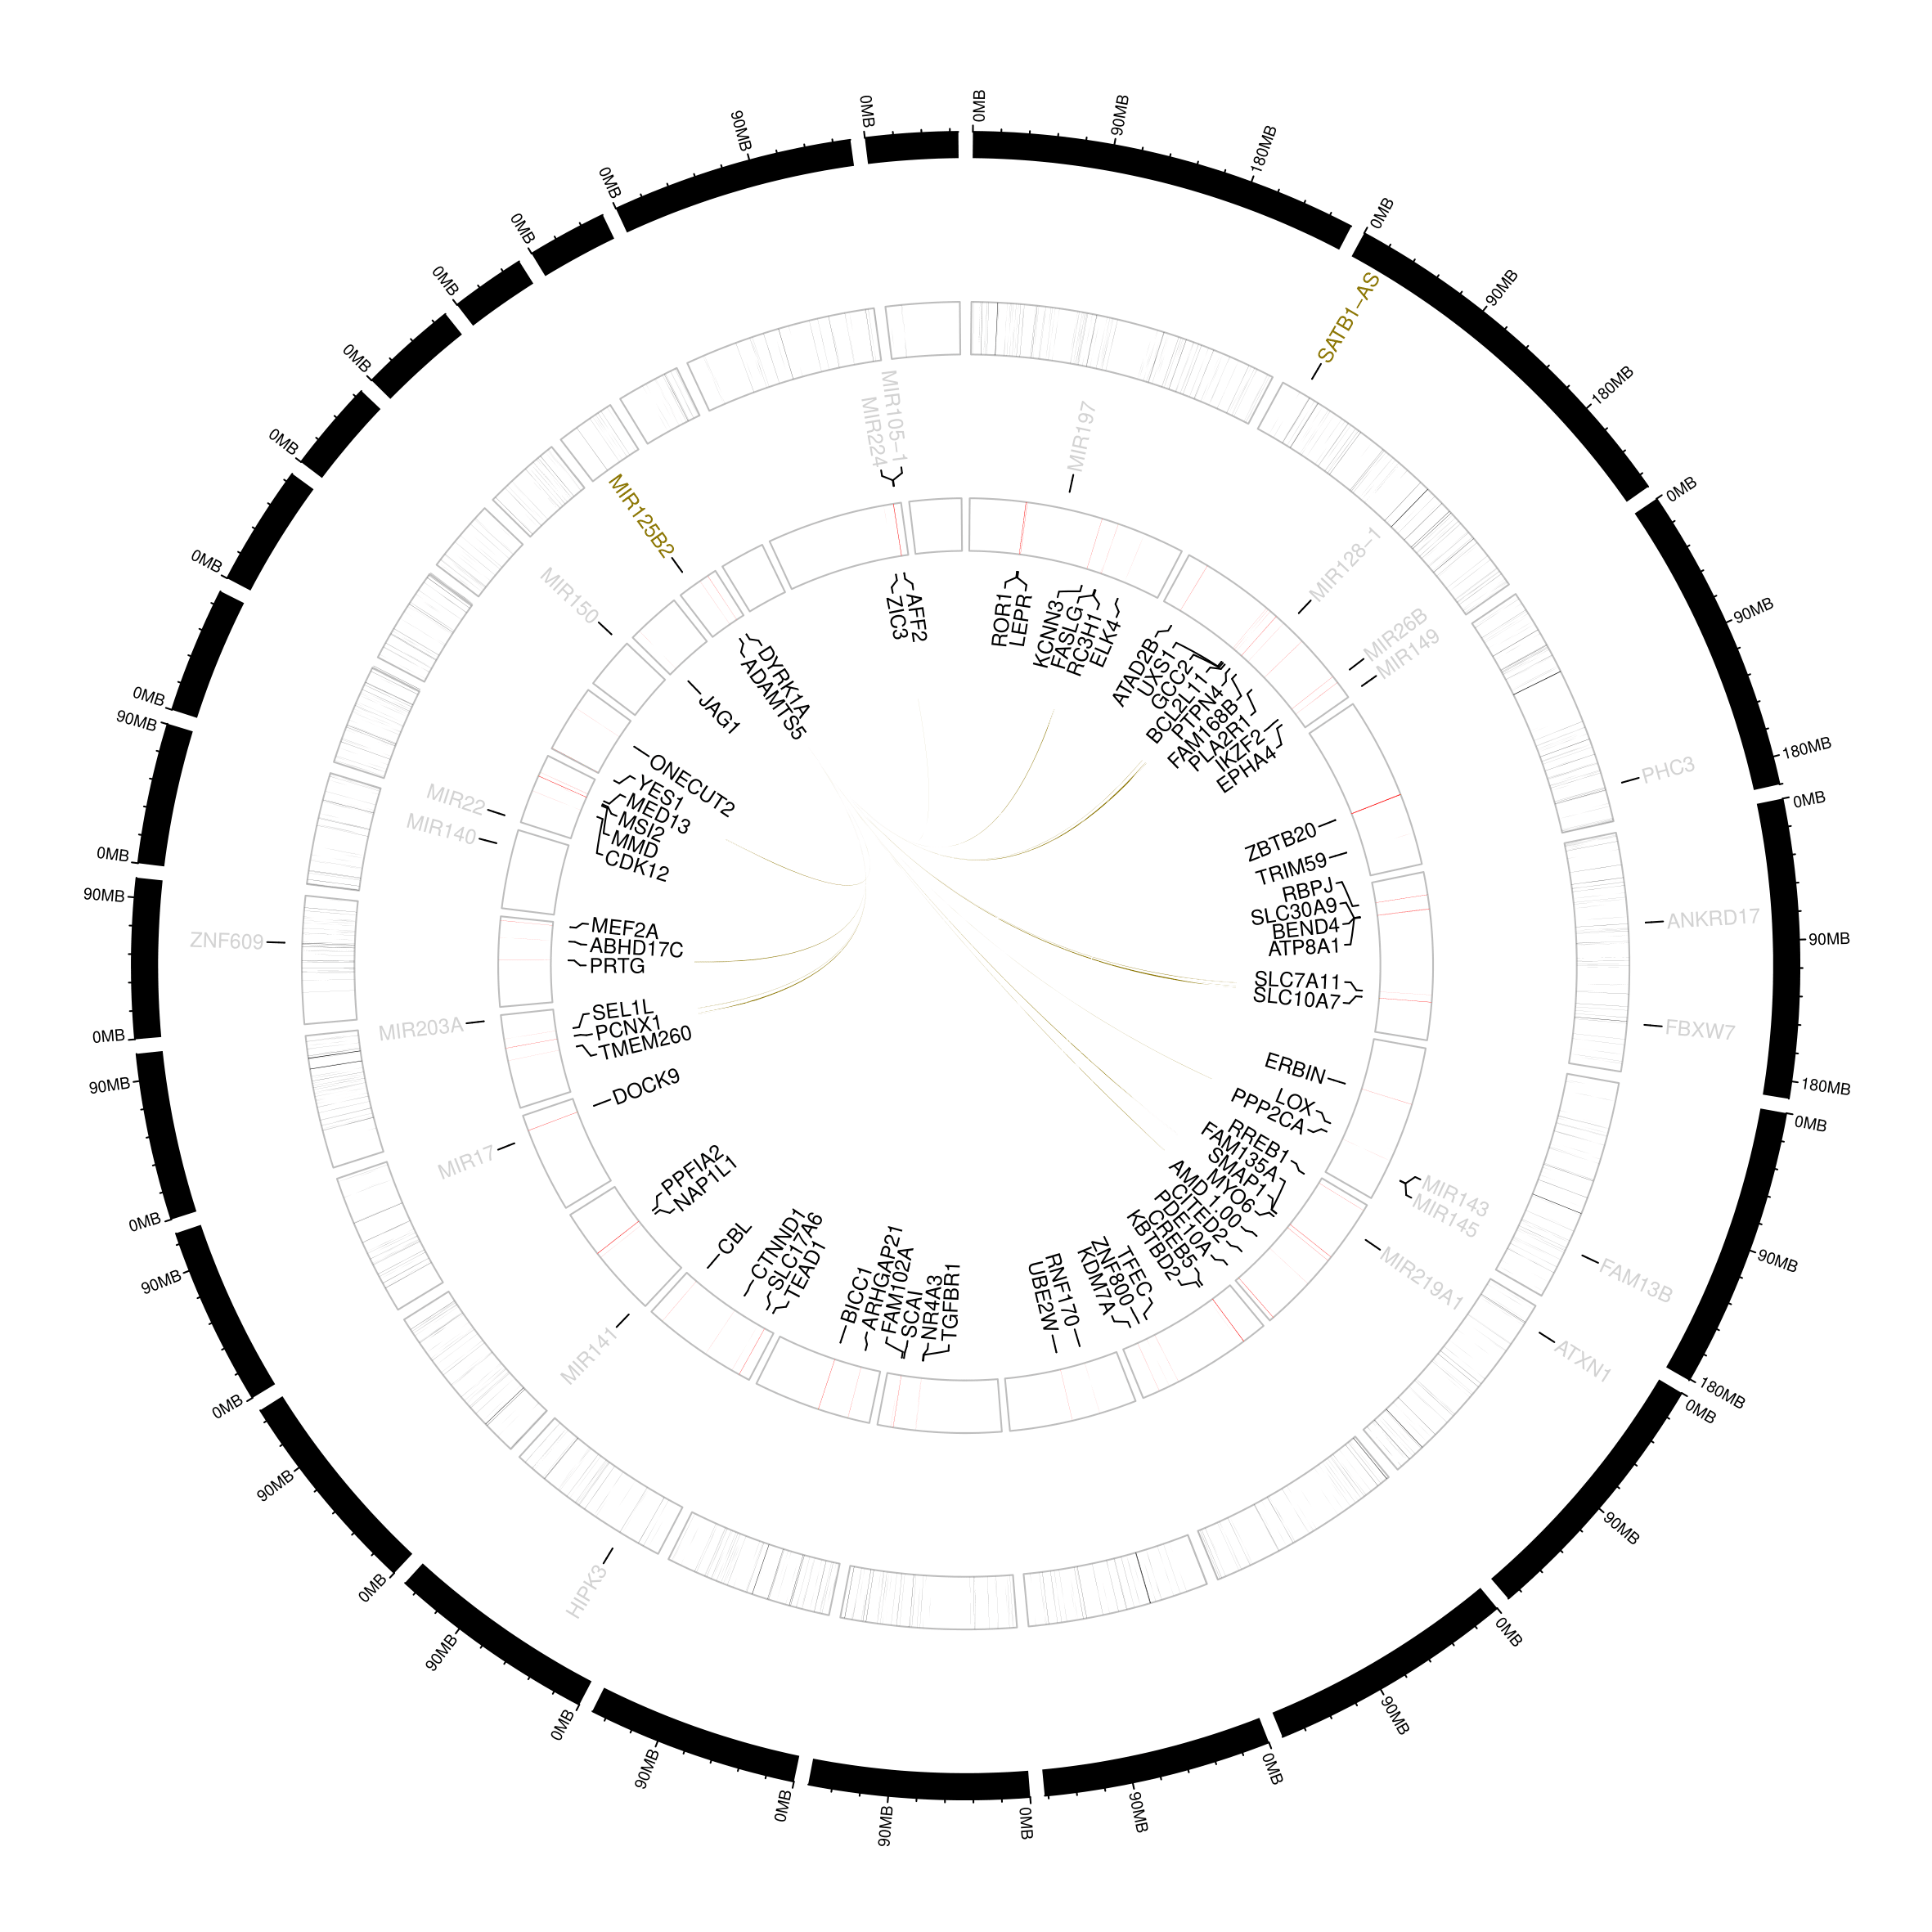 0MB
90MB
180MB
0MB
90MB
180MB
0MB
90MB
180MB
0MB
90MB
180MB
0MB
90MB
180MB
0MB
90MB
0MB
90MB
0MB
90MB
0MB
90MB
0MB
90MB
0MB
90MB
0MB
90MB
0MB
90MB
0MB
90MB
0MB
90MB
0MB
0MB
0MB
0MB
0MB
0MB
0MB
90MB
0MB
SATB1-AS
PHC3
ANKRD17
FBXW7
FAM13B
ATXN1
HIPK3
ZNF609
MIR197
MIR128-1
MIR26B
MIR149
MIR143
MIR145
MIR219A1
MIR141
MIR17
MIR203A
MIR140
MIR22
MIR150
MIR125B2
MIR224
MIR105-1
ROR1
LEPR
KCNN3
FASLG
RC3H1
ELK4
ATAD2B
UXS1
GCC2
BCL2L11
PTPN4
FAM168B
PLA2R1
IKZF2
EPHA4
ZBTB20
TRIM59
RBPJ
SLC30A9
BEND4
ATP8A1
SLC7A11
SLC10A7
ERBIN
LOX
PPP2CA
RREB1
FAM135A
SMAP1
MYO6
AMD 1.00
CITED2
PDE10A
CREB5
KBTBD2
TFEC
ZNF800
KDM7A
RNF170
UBE2W
TGFBR1
NR4A3
SCAI
FAM102A
ARHGAP21
BICC1
TEAD1
SLC17A6
CTNND1
CBL
NAP1L1
PPFIA2
DOCK9
TMEM260
PCNX1
SEL1L
PRTG
ABHD17C
MEF2A
CDK12
MMD
MSI2
MED13
YES1
ONECUT2
JAG1
ADAMTS5
DYRK1A
ZIC3
AFF2